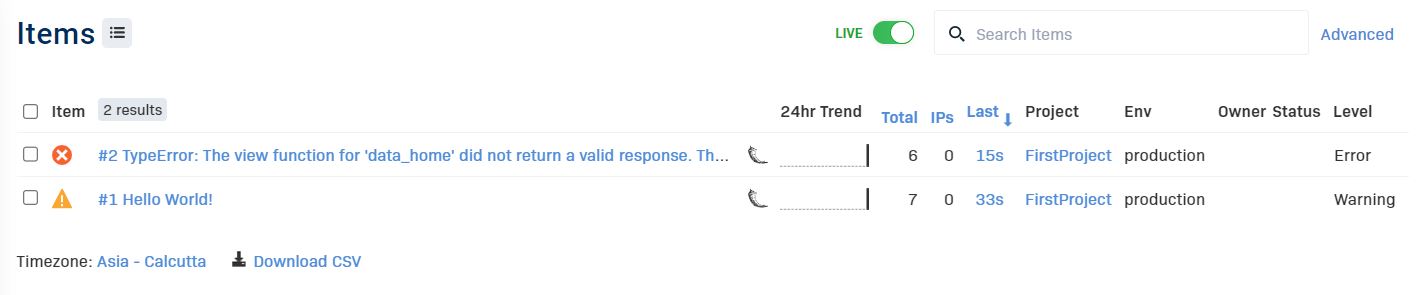 Items
LIVE
Search Items
Advanced
Item 2 results 24hr Trend Total IPs Last Project Env Owner Status Level
#2 TypeError: The view function for 'data_home' did not return a valid response. Th... 6 0 15s FirstProject production Error
#1 Hello World! 7 0 33s FirstProject production Warning
Timezone: Asia - Calcutta Download CSV